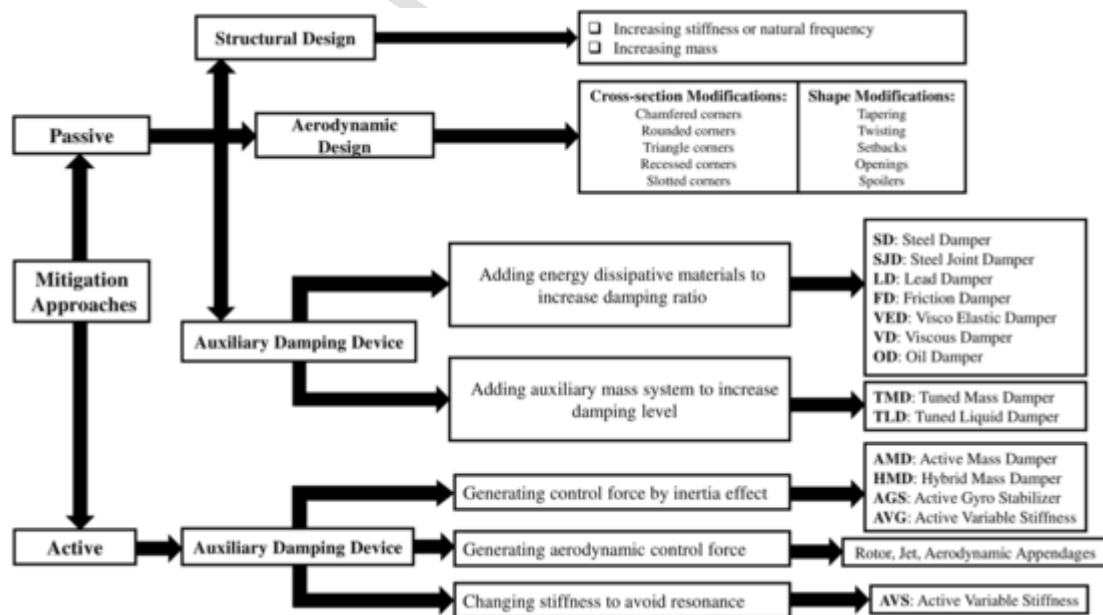 Structural Design
❑ Increasing stiffness or natural frequency
❑ Increasing mass
Passive
Aerodynamic
Design
Cross-section Modifications:
Chamfered corners
Rounded corners
Triangle corners
Recessed corners
Slotted corners
Shape Modifications:
Tapering
Twisting
Setbacks
Openings
Spoilers
Mitigation
Approaches
Auxiliary Damping Device
Adding energy dissipative materials to
increase damping ratio
SD: Steel Damper
SJD: Steel Joint Damper
LD: Lead Damper
FD: Friction Damper
VED: Visco Elastic Damper
VD: Viscous Damper
OD: Oil Damper
Adding auxiliary mass system to increase
damping level
TMD: Tuned Mass Damper
TLD: Tuned Liquid Damper
Active
Auxiliary Damping Device
Generating control force by inertia effect
AMD: Active Mass Damper
HMD: Hybrid Mass Damper
AGS: Active Gyro Stabilizer
AVG: Active Variable Stiffness
Generating aerodynamic control force
Rotor, Jet, Aerodynamic Appendages
Changing stiffness to avoid resonance
AVS: Active Variable Stiffness